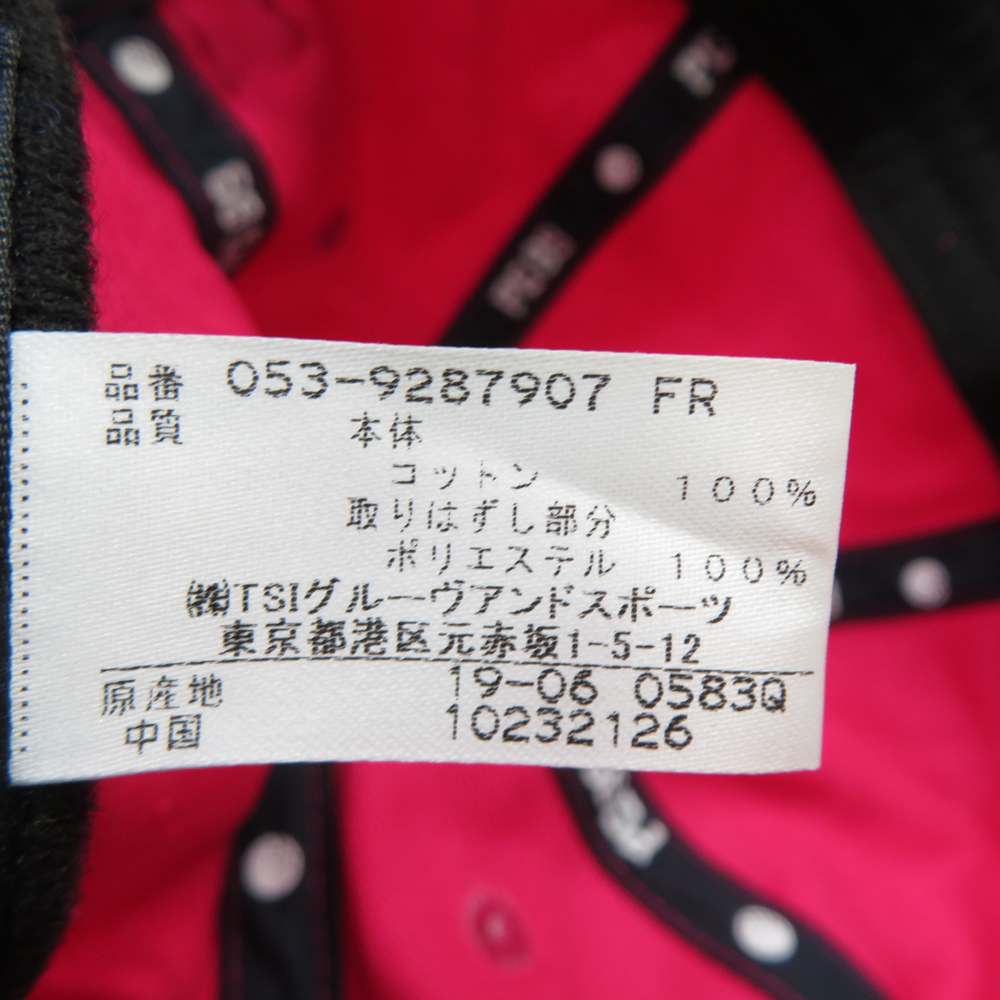 品番 053-9287907 FR
品質 本体
コットン 100%
取りはずし部分
ポリエステル 100%
㈱TSIグルーヴアンドスポーツ
東京都港区元赤坂1-5-12
原産地 19-06 0583Q
中国 10232126